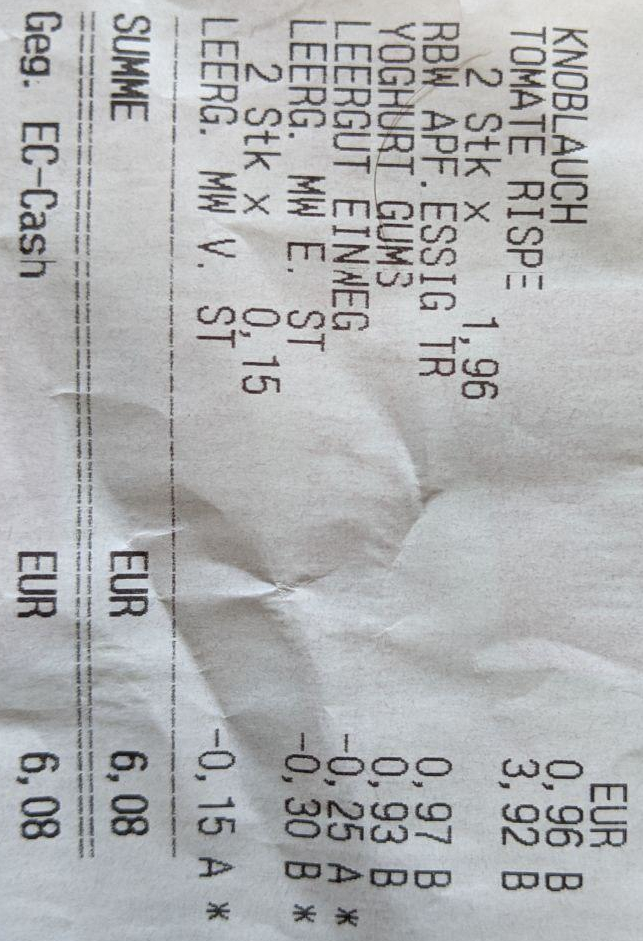 EUR
KNOBLAUCH 0,96 B
TOMATE RISPE 3,92 B
2 Stk x 1,96
RBW APF.ESSIG TR 0,97 B
YOGHURT GUMS 0,93 B
LEERGUT EINWEG -0,25 A *
LEERG. MW E. ST -0,30 B *
2 Stk x 0,15
LEERG. MW V. ST -0,15 A *
SUMME EUR 6,08
Geg. EC-Cash EUR 6,08